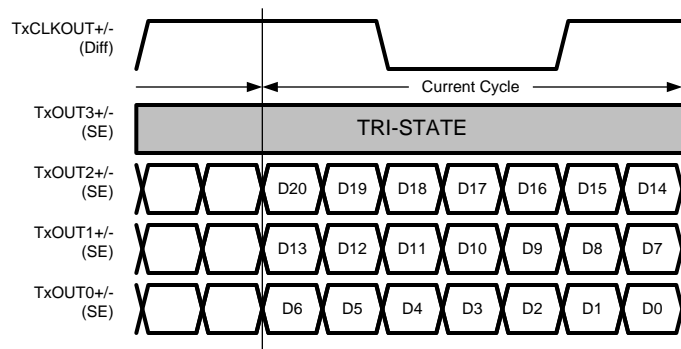 TxCLKOUT+/-
(Diff)
Current Cycle
TxOUT3+/-
(SE)
TRI-STATE
TxOUT2+/-
(SE)
D20 D19 D18 D17 D16 D15 D14
TxOUT1+/-
(SE)
D13 D12 D11 D10 D9 D8 D7
TxOUT0+/-
(SE)
D6 D5 D4 D3 D2 D1 D0